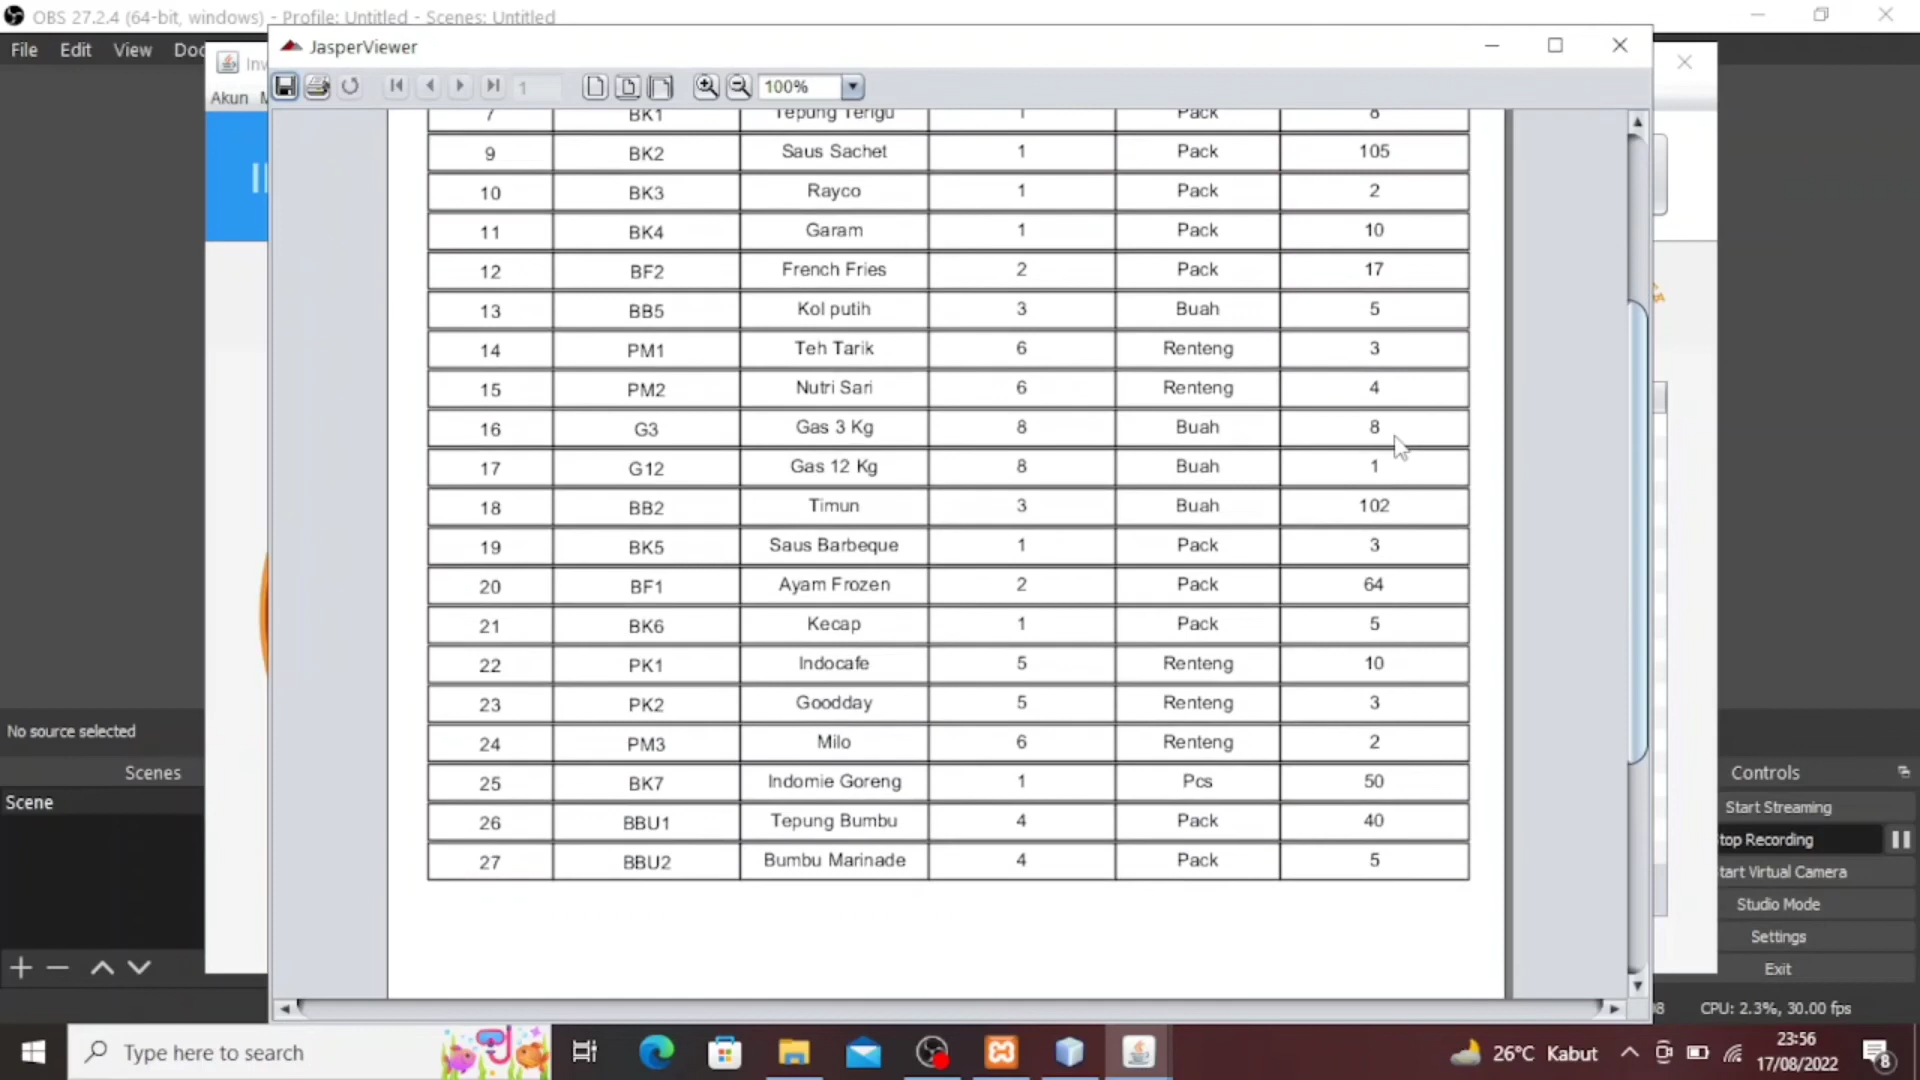 OBS 27.2.4 (64-bit, windows) - Profile: Untitled - Scenes: Untitled
File Edit View
JasperViewer
Akun
1 100%
7 BK1 Tepung Terigu 1 Pack 8
9 BK2 Saus Sachet 1 Pack 105
10 BK3 Rayco 1 Pack 2
11 BK4 Garam 1 Pack 10
12 BF2 French Fries 2 Pack 17
13 BB5 Kol putih 3 Buah 5
14 PM1 Teh Tarik 6 Renteng 3
15 PM2 Nutri Sari 6 Renteng 4
16 G3 Gas 3 Kg 8 Buah 8
17 G12 Gas 12 Kg 8 Buah 1
18 BB2 Timun 3 Buah 102
19 BK5 Saus Barbeque 1 Pack 3
20 BF1 Ayam Frozen 2 Pack 64
21 BK6 Kecap 1 Pack 5
22 PK1 Indocafe 5 Renteng 10
23 PK2 Goodday 5 Renteng 3
24 PM3 Milo 6 Renteng 2
25 BK7 Indomie Goreng 1 Pcs 50
26 BBU1 Tepung Bumbu 4 Pack 40
27 BBU2 Bumbu Marinade 4 Pack 5
No source selected
Scenes
Scene
Controls
Start Streaming
top Recording
tart Virtual Camera
Studio Mode
Settings
Exit
CPU: 2.3%, 30.00 fps
Type here to search
26°C Kabut
23:56
17/08/2022
8